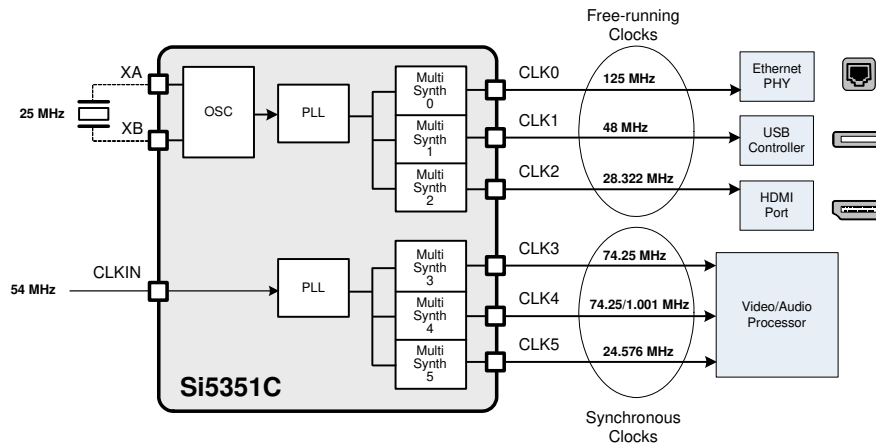 Free-running
Clocks
XA
25 MHz
XB
OSC
PLL
Multi
Synth
0
Multi
Synth
1
Multi
Synth
2
CLK0
125 MHz
Ethernet
PHY
CLK1
48 MHz
USB
Controller
CLK2
28.322 MHz
HDMI
Port
CLKIN
54 MHz
PLL
Multi
Synth
3
Multi
Synth
4
Multi
Synth
5
CLK3
74.25 MHz
CLK4
74.25/1.001 MHz
Video/Audio
Processor
CLK5
24.576 MHz
Si5351C
Synchronous
Clocks